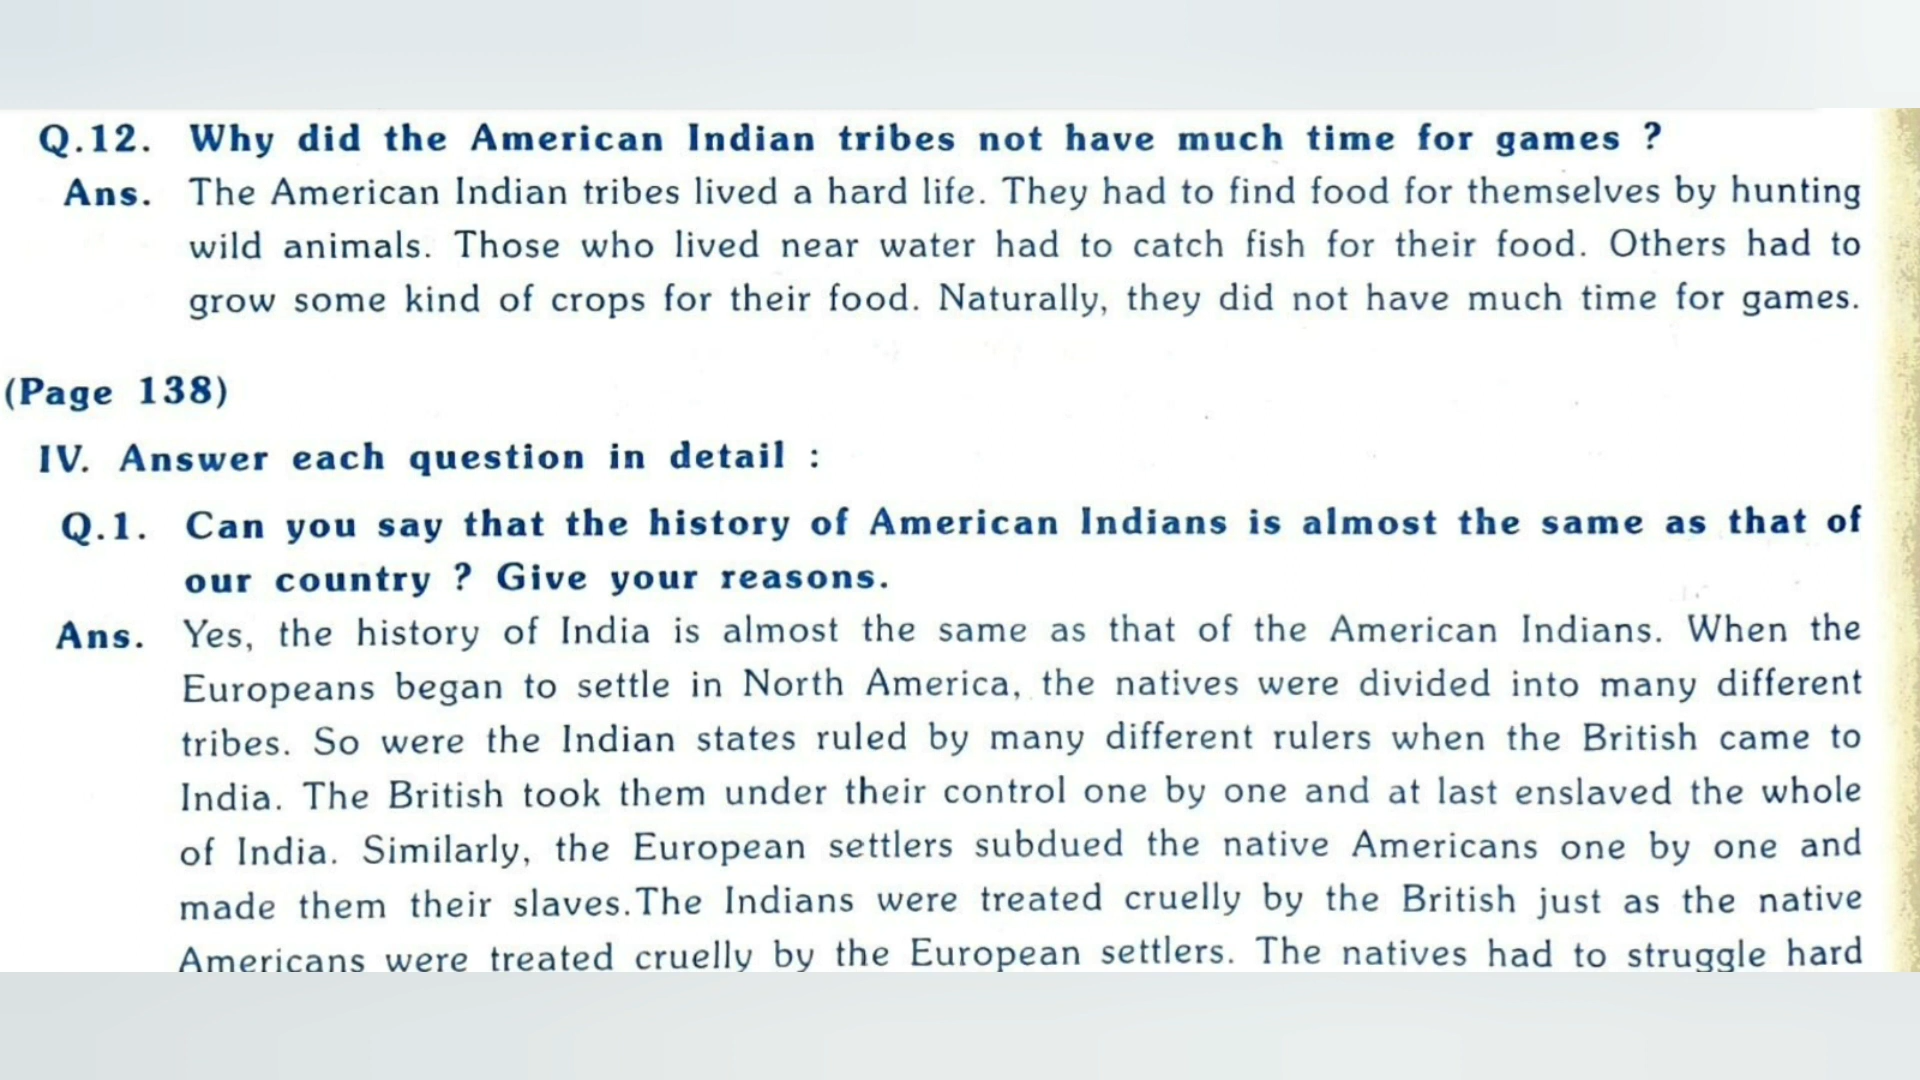 Q.12. Why did the American Indian tribes not have much time for games ?
Ans. The American Indian tribes lived a hard life. They had to find food for themselves by hunting
wild animals. Those who lived near water had to catch fish for their food. Others had to
grow some kind of crops for their food. Naturally, they did not have much time for games.
(Page 138)
IV. Answer each question in detail :
Q.1. Can you say that the history of American Indians is almost the same as that of
our country ? Give your reasons.
Ans. Yes, the history of India is almost the same as that of the American Indians. When the
Europeans began to settle in North America, the natives were divided into many different
tribes. So were the Indian states ruled by many different rulers when the British came to
India. The British took them under their control one by one and at last enslaved the whole
of India. Similarly, the European settlers subdued the native Americans one by one and
made them their slaves.The Indians were treated cruelly by the British just as the native
Americans were treated cruelly by the European settlers. The natives had to struggle hard